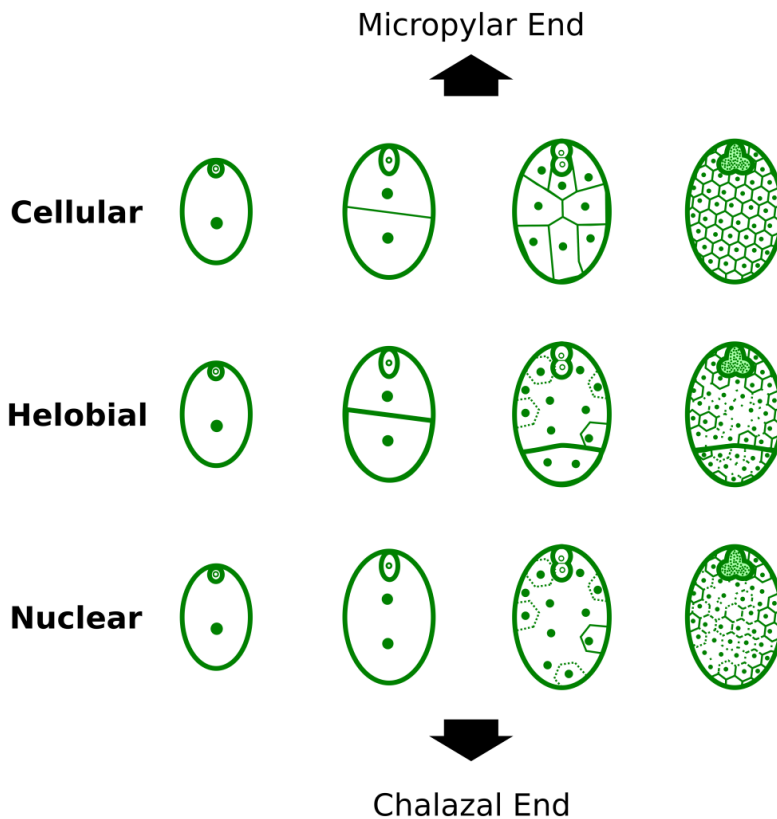 Micropylar End
Cellular
Helobial
Nuclear
Chalazal End